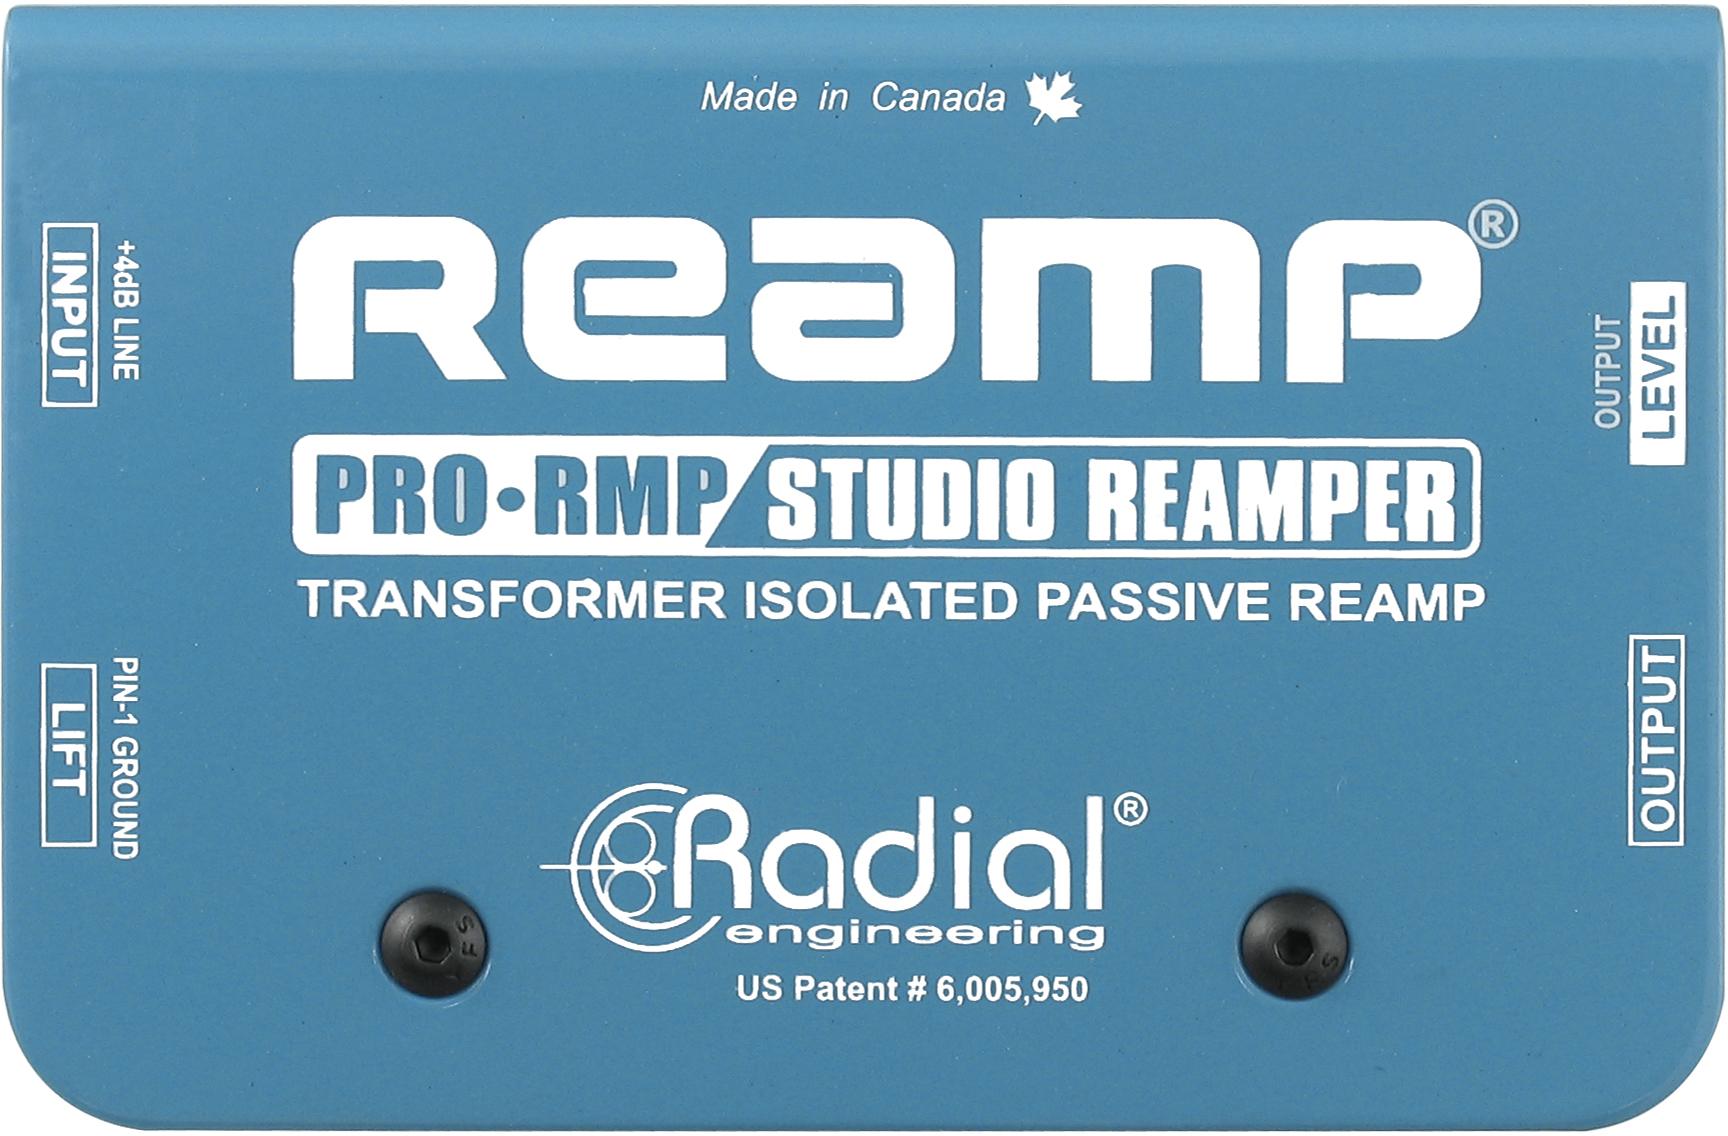 Made in Canada
REAMP®
PRO•RMP/STUDIO REAMPER
TRANSFORMER ISOLATED PASSIVE REAMP
+4dB LINE
INPUT
PIN-1 GROUND
LIFT
OUTPUT
LEVEL
OUTPUT
Radial®
engineering
US Patent # 6,005,950